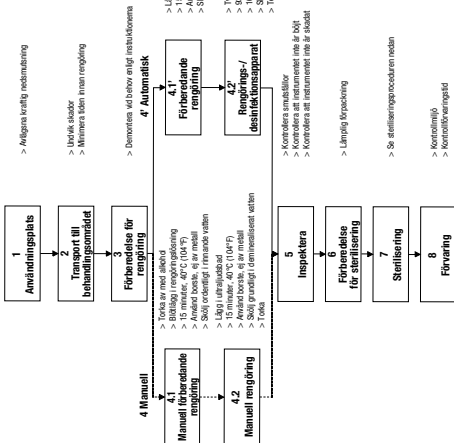 1
Användningsplats
> Avlägsna kraftig nedsmutsning
2
Transport till
behandlingsområdet
> Undvik skador
> Minimera tiden innan rengöring
3
Förberedelse för
rengöring
> Demontera vid behov enligt instruktionerna
4 Manuell
4.1
Manuell förberedande
rengöring
> Torka av med alkohol
> Blötlägg i rengöringslösning
> 15 minuter, 40°C (104°F)
> Använd borste, ej av metall
> Skölj ordentligt i rinnande vatten
4.2
Manuell rengöring
> Lägg i ultraljudsbad
> 15 minuter, 40°C (104°F)
> Använd borste, ej av metall
> Skölj grundligt i demineraliserat vatten
> Torka
4' Automatisk
4.1'
Förberedande
rengöring
4.2'
Rengörings-/
desinfektionsapparat
5
Inspektera
> Kontrollera smutsfällor
> Kontrollera att instrumentet inte är böjt
> Kontrollera att instrumentet inte är skadat
6
Förberedelse
för sterilisering
> Lämplig förpackning
7
Sterilisering
> Se steriliseringsproceduren nedan
8
Förvaring
> Kontrollmiljö
> Kontrollförvaringstid